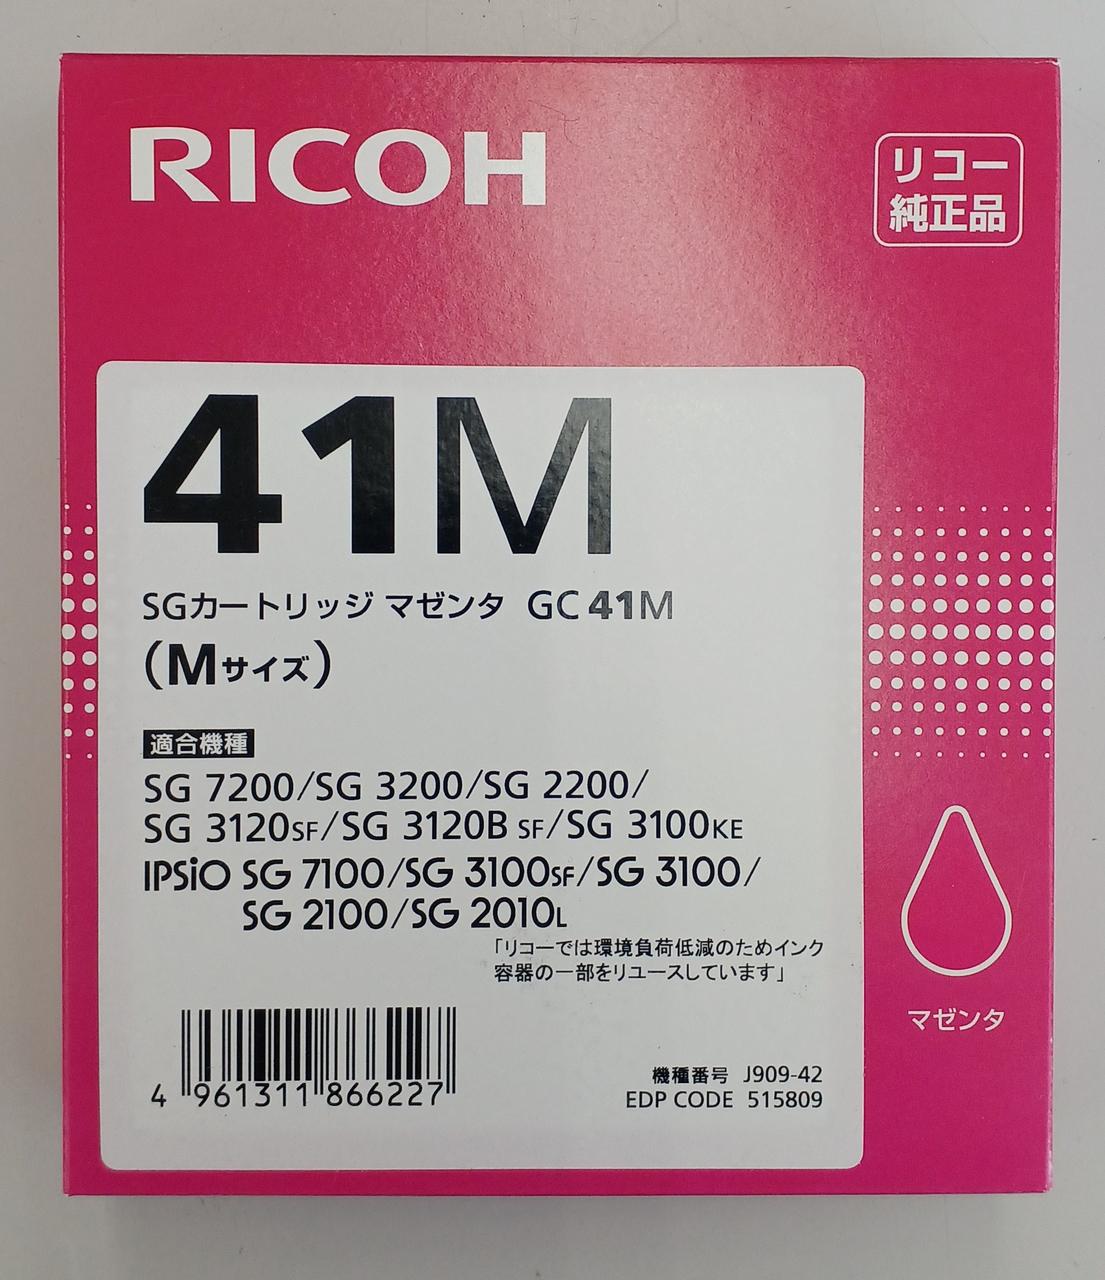 RICOH
リコー
純正品
41M
SGカートリッジ マゼンタ GC 41M
(Mサイズ)
適合機種
SG 7200/SG 3200/SG 2200/
SG 3120SF/SG 3120B SF/SG 3100KE
IPSiO SG 7100/SG 3100SF/SG 3100/
SG 2100/SG 2010L
「リコーでは環境負荷低減のためインク
容器の一部をリユースしています」
マゼンタ
4 961311 866227
機種番号 J909-42
EDP CODE 515809